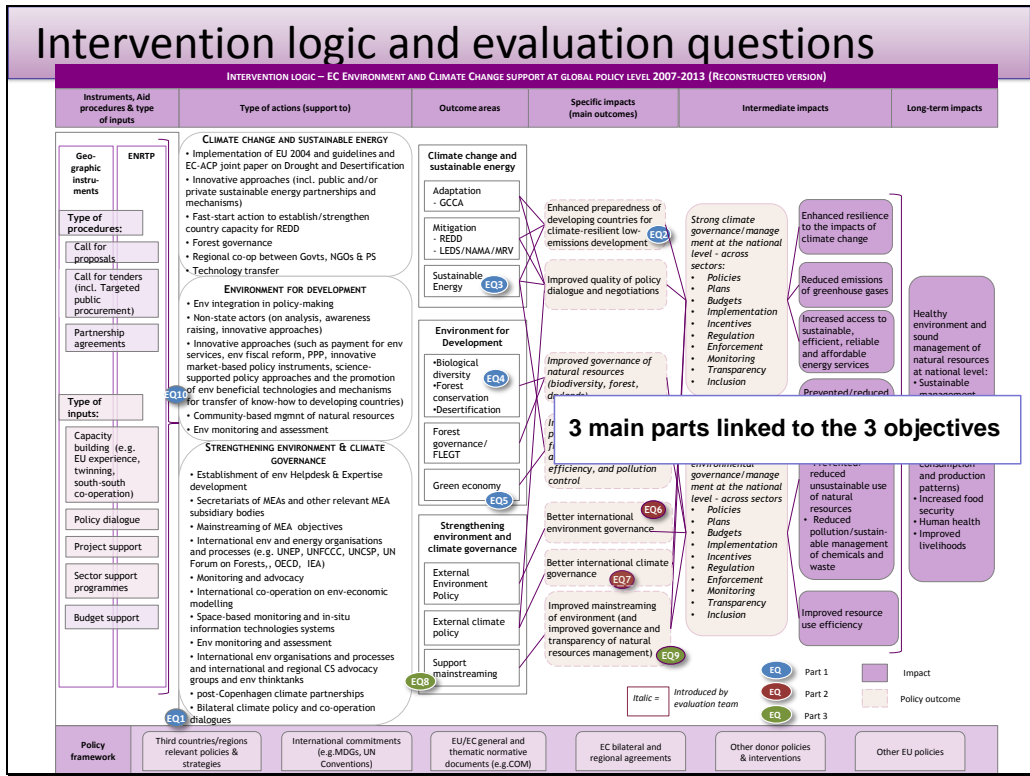 Intervention logic and evaluation questions
INTERVENTION LOGIC – EC ENVIRONMENT AND CLIMATE CHANGE SUPPORT AT GLOBAL POLICY LEVEL 2007-2013 (RECONSTRUCTED VERSION)
Instruments, Aid
procedures & type
of inputs
Type of actions (support to)
Outcome areas
Specific impacts
(main outcomes)
Intermediate impacts
Long-term impacts
Geo-
graphic
instru-
ments
ENRTP
Type of
procedures:
Call for
proposals
Call for tenders
(incl. Targeted
public
procurement)
Partnership
agreements
Type of
inputs:
Capacity
building (e.g.
EU experience,
twinning,
south-south
co-operation)
Policy dialogue
Project support
Sector support
programmes
Budget support
CLIMATE CHANGE AND SUSTAINABLE ENERGY
• Implementation of EU 2004 and guidelines and
EC-ACP joint paper on Drought and Desertification
• Innovative approaches (incl. public and/or
private sustainable energy partnerships and
mechanisms)
• Fast-start action to establish/strengthen
country capacity for REDD
• Forest governance
• Regional co-op between Govts, NGOs & PS
• Technology transfer
ENVIRONMENT FOR DEVELOPMENT
• Env integration in policy-making
• Non-state actors (on analysis, awareness
raising, innovative approaches)
• Innovative approaches (such as payment for env
services, env fiscal reform, PPP, innovative
market-based policy instruments, science-
supported policy approaches and the promotion
of env beneficial technologies and mechanisms
for transfer of know-how to developing countries)
• Community-based mgmnt of natural resources
• Env monitoring and assessment
EQ10
STRENGTHENING ENVIRONMENT & CLIMATE
GOVERNANCE
• Establishment of env Helpdesk & Expertise
development
• Secretariats of MEAs and other relevant MEA
subsidiary bodies
• Mainstreaming of MEA objectives
• International env and energy organisations
and processes (e.g. UNEP, UNFCCC, UNCSP, UN
Forum on Forests,, OECD, IEA)
• Monitoring and advocacy
• International co-operation on env-economic
modelling
• Space-based monitoring and in-situ
information technologies systems
• Env monitoring and assessment
• International env organisations and processes
and international and regional CS advocacy
groups and env thinktanks
• post-Copenhagen climate partnerships
• Bilateral climate policy and co-operation
dialogues
EQ1
Climate change and
sustainable energy
Adaptation
- GCCA
Mitigation
- REDD
- LEDS/NAMA/MRV
Sustainable
Energy
EQ3
Environment for
Development
•Biological
diversity
•Forest
conservation
•Desertification
EQ4
Forest
governance/
FLEGT
Green economy
EQ5
Strengthening
environment and
climate governance
External
Environment
Policy
External climate
policy
Support
mainstreaming
EQ8
Enhanced preparedness of
developing countries for
climate-resilient low-
emissions development
EQ2
Improved quality of policy
dialogue and negotiations
Improved governance of
natural resources
(biodiversity, forest,
efficiency, and pollution
control
Better international
environment governance
EQ6
Better international climate
governance
EQ7
Improved mainstreaming
of environment (and
improved governance and
transparency of natural
resources management)
EQ9
Strong climate
governance/manage
ment at the national
level - across
sectors:
• Policies
• Plans
• Budgets
• Implementation
• Incentives
• Regulation
• Enforcement
• Monitoring
• Transparency
• Inclusion
3 main parts linked to the 3 objectives
environmental
governance/manage
ment at the national
level - across sectors
• Policies
• Plans
• Budgets
• Implementation
• Incentives
• Regulation
• Enforcement
• Monitoring
• Transparency
• Inclusion
Enhanced resilience
to the impacts of
climate change
Reduced emissions
of greenhouse gases
Increased access to
sustainable,
efficient, reliable
and affordable
energy services
Prevented/reduced
reduced
unsustainable use of
natural
resources
• Reduced
pollution/sustain-
able management
of chemicals and
waste
Improved resource
use efficiency
Healthy
environment and
sound
management of
natural resources
at national level:
• Sustainable
management
consumption
and production
patterns)
• Increased food
security
• Human health
• Improved
livelihoods
Italic =
Introduced by
evaluation team
EQ Part 1
EQ Part 2
EQ Part 3
Impact
Policy outcome
Policy
framework
Third countries/regions
relevant policies &
strategies
International commitments
(e.g.MDGs, UN
Conventions)
EU/EC general and
thematic normative
documents (e.g.COM)
EC bilateral and
regional agreements
Other donor policies
& interventions
Other EU policies